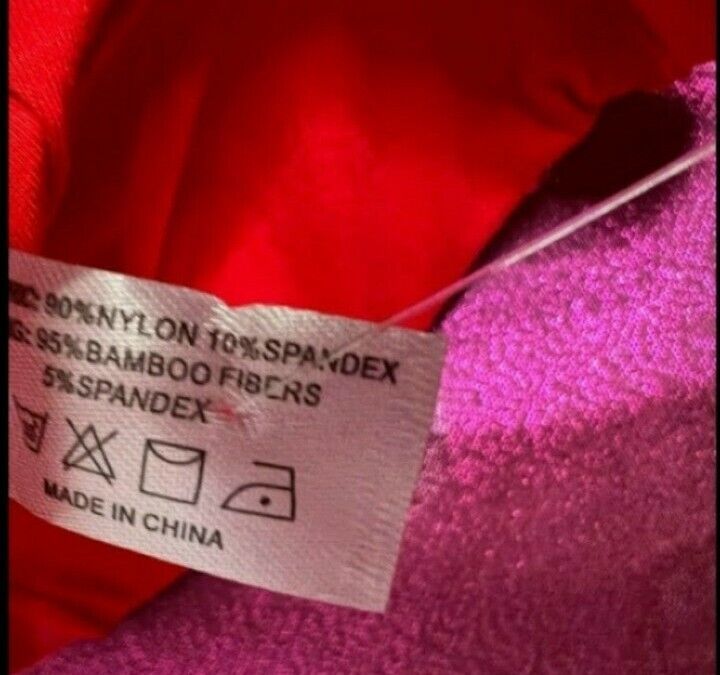 90%NYLON 10%SPANDEX
95%BAMBOO FIBERS
5%SPANDEX
MADE IN CHINA